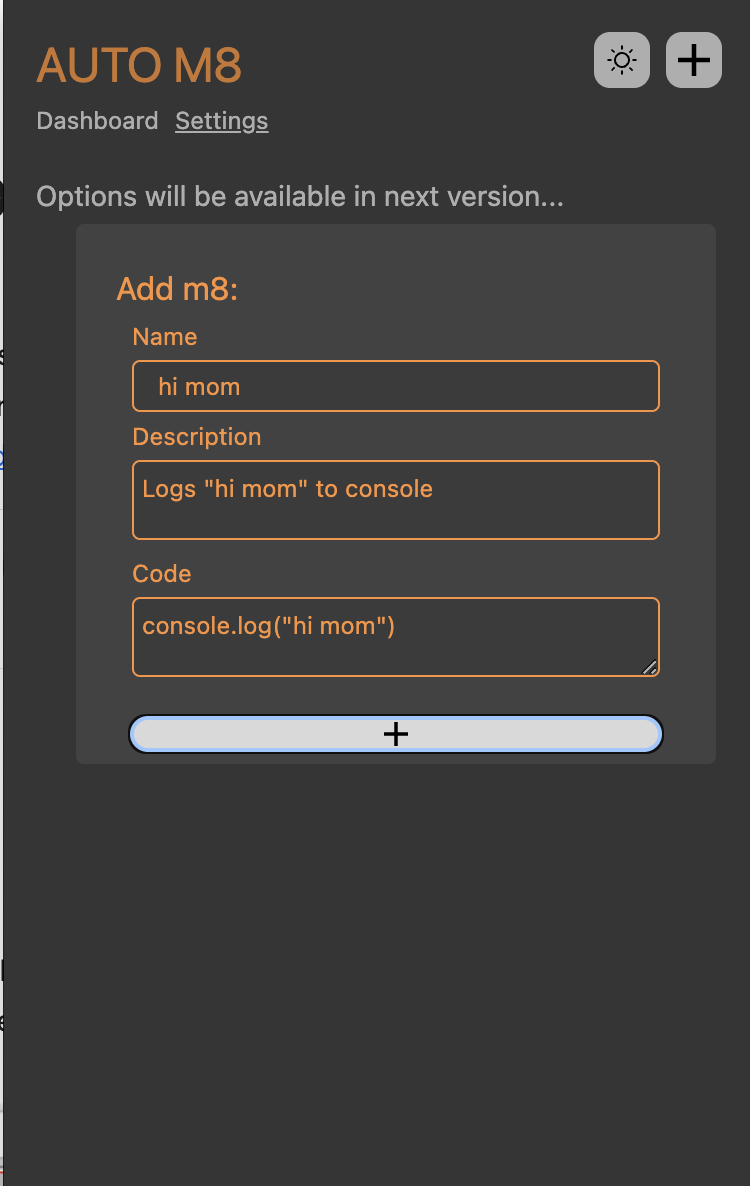 AUTO M8
Dashboard Settings
Options will be available in next version...
Add m8:
Name
hi mom
Description
Logs "hi mom" to console
Code
console.log("hi mom")